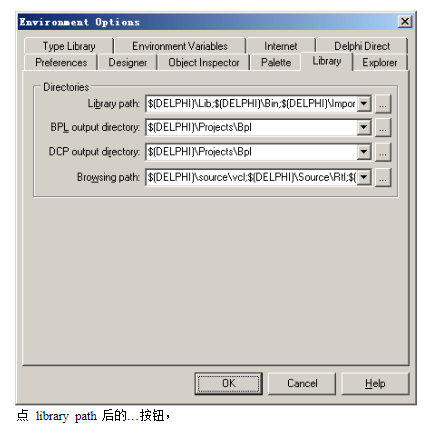 Environment Options
Type Library Environment Variables Internet Delphi Direct
Preferences Designer Object Inspector Palette Library Explorer
Directories
Library path: $(DELPHI)\Lib;$(DELPHI)\Bin;$(DELPHI)\Impor ...
BPL output directory: $(DELPHI)\Projects\Bpl ...
DCP output directory: $(DELPHI)\Projects\Bpl ...
Browsing path: $(DELPHI)\source\vcl;$(DELPHI)\Source\Rtl;$( ...
OK Cancel Help
点 library path 后的…按钮，